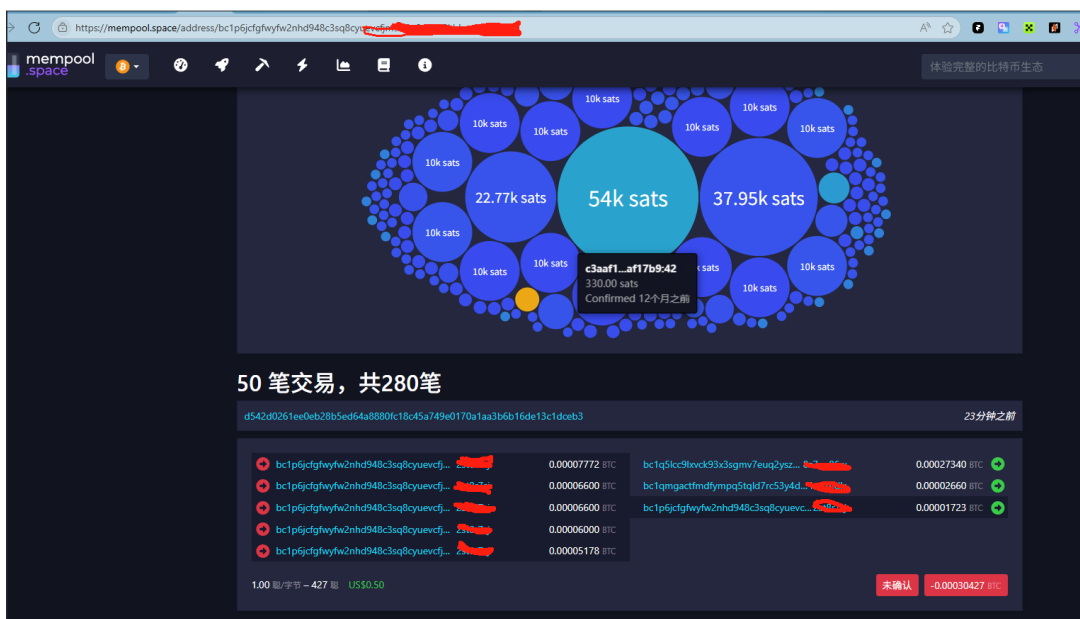 https://mempool.space/address/bc1p6jcfgfwyfw2nhd948c3sq8cyuevcfjm
mempool
.space
体验完整的比特币生态
10k sats
10k sats
10k sats
10k sats
10k sats
10k sats
10k sats
22.77k sats
54k sats
37.95k sats
10k sats
10k sats
10k sats
k sats
10k sats
10k sats
c3aaf1...af17b9:42
330.00 sats
Confirmed 12个月之前
50 笔交易，共280笔
d542d0261ee0eb28b5ed64a8880fc18c45a749e0170a1aa3b6b16de13c1dceb3
23分钟之前
bc1p6jcfgfwyfw2nhd948c3sq8cyuevcfj... 0.00007772 BTC
bc1p6jcfgfwyfw2nhd948c3sq8cyuevcfj... 0.00006600 BTC
bc1p6jcfgfwyfw2nhd948c3sq8cyuevcfj... 0.00006600 BTC
bc1p6jcfgfwyfw2nhd948c3sq8cyuevcfj... 0.00006000 BTC
bc1p6jcfgfwyfw2nhd948c3sq8cyuevcfj... 0.00005178 BTC
bc1q5lcc9lxvck93x3sgmv7euq2ysz... 0.00027340 BTC
bc1qmgactfmdfympq5tqld7rc53y4d... 0.00002660 BTC
bc1p6jcfgfwyfw2nhd948c3sq8cyuevc... 0.00001723 BTC
1.00 聪/字节 – 427 聪 US$0.50
未确认
-0.00030427 BTC